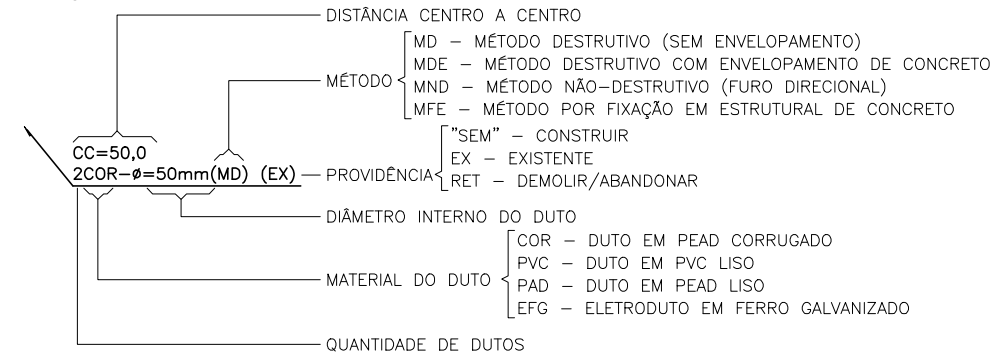 DISTÂNCIA CENTRO A CENTRO
MÉTODO
MD – MÉTODO DESTRUTIVO (SEM ENVELOPAMENTO)
MDE – MÉTODO DESTRUTIVO COM ENVELOPAMENTO DE CONCRETO
MND – MÉTODO NÃO-DESTRUTIVO (FURO DIRECIONAL)
MFE – MÉTODO POR FIXAÇÃO EM ESTRUTURAL DE CONCRETO
CC=50,0
2COR-ø=50mm(MD) (EX)
PROVIDÊNCIA
"SEM" – CONSTRUIR
EX – EXISTENTE
RET – DEMOLIR/ABANDONAR
DIÂMETRO INTERNO DO DUTO
MATERIAL DO DUTO
COR – DUTO EM PEAD CORRUGADO
PVC – DUTO EM PVC LISO
PAD – DUTO EM PEAD LISO
EFG – ELETRODUTO EM FERRO GALVANIZADO
QUANTIDADE DE DUTOS